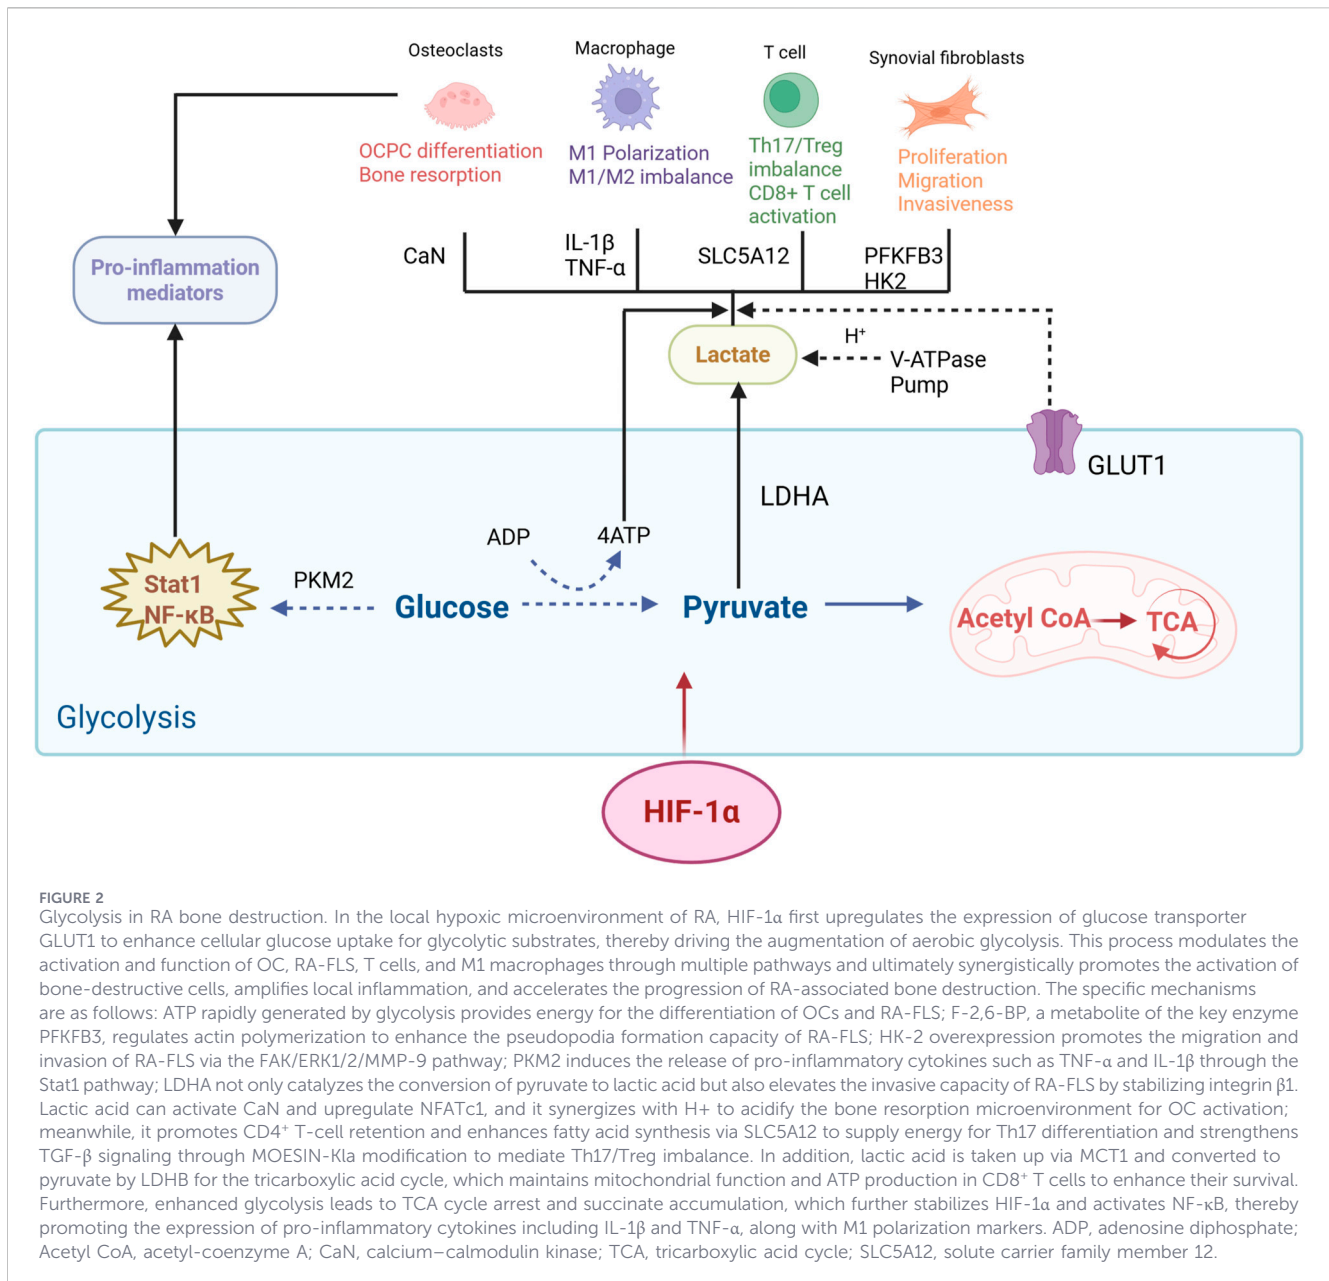 Osteoclasts
Macrophage
T cell
Synovial fibroblasts
OCPC differentiation
Bone resorption
M1 Polarization
M1/M2 imbalance
Th17/Treg
imbalance
CD8+ T cell
activation
Proliferation
Migration
Invasiveness
Pro-inflammation
mediators
CaN
IL-1β
TNF-α
SLC5A12
PFKFB3
HK2
Lactate
H⁺
V-ATPase
Pump
GLUT1
LDHA
ADP
4ATP
Stat1
NF-κB
PKM2
Glucose
Pyruvate
Acetyl CoA
TCA
Glycolysis
HIF-1α
FIGURE 2
Glycolysis in RA bone destruction. In the local hypoxic microenvironment of RA, HIF-1α first upregulates the expression of glucose transporter
GLUT1 to enhance cellular glucose uptake for glycolytic substrates, thereby driving the augmentation of aerobic glycolysis. This process modulates the
activation and function of OC, RA-FLS, T cells, and M1 macrophages through multiple pathways and ultimately synergistically promotes the activation of
bone-destructive cells, amplifies local inflammation, and accelerates the progression of RA-associated bone destruction. The specific mechanisms
are as follows: ATP rapidly generated by glycolysis provides energy for the differentiation of OCs and RA-FLS; F-2,6-BP, a metabolite of the key enzyme
PFKFB3, regulates actin polymerization to enhance the pseudopodia formation capacity of RA-FLS; HK-2 overexpression promotes the migration and
invasion of RA-FLS via the FAK/ERK1/2/MMP-9 pathway; PKM2 induces the release of pro-inflammatory cytokines such as TNF-α and IL-1β through the
Stat1 pathway; LDHA not only catalyzes the conversion of pyruvate to lactic acid but also elevates the invasive capacity of RA-FLS by stabilizing integrin β1.
Lactic acid can activate CaN and upregulate NFATc1, and it synergizes with H+ to acidify the bone resorption microenvironment for OC activation;
meanwhile, it promotes CD4⁺ T-cell retention and enhances fatty acid synthesis via SLC5A12 to supply energy for Th17 differentiation and strengthens
TGF-β signaling through MOESIN-Kla modification to mediate Th17/Treg imbalance. In addition, lactic acid is taken up via MCT1 and converted to
pyruvate by LDHB for the tricarboxylic acid cycle, which maintains mitochondrial function and ATP production in CD8⁺ T cells to enhance their survival.
Furthermore, enhanced glycolysis leads to TCA cycle arrest and succinate accumulation, which further stabilizes HIF-1α and activates NF-κB, thereby
promoting the expression of pro-inflammatory cytokines including IL-1β and TNF-α, along with M1 polarization markers. ADP, adenosine diphosphate;
Acetyl CoA, acetyl-coenzyme A; CaN, calcium–calmodulin kinase; TCA, tricarboxylic acid cycle; SLC5A12, solute carrier family member 12.